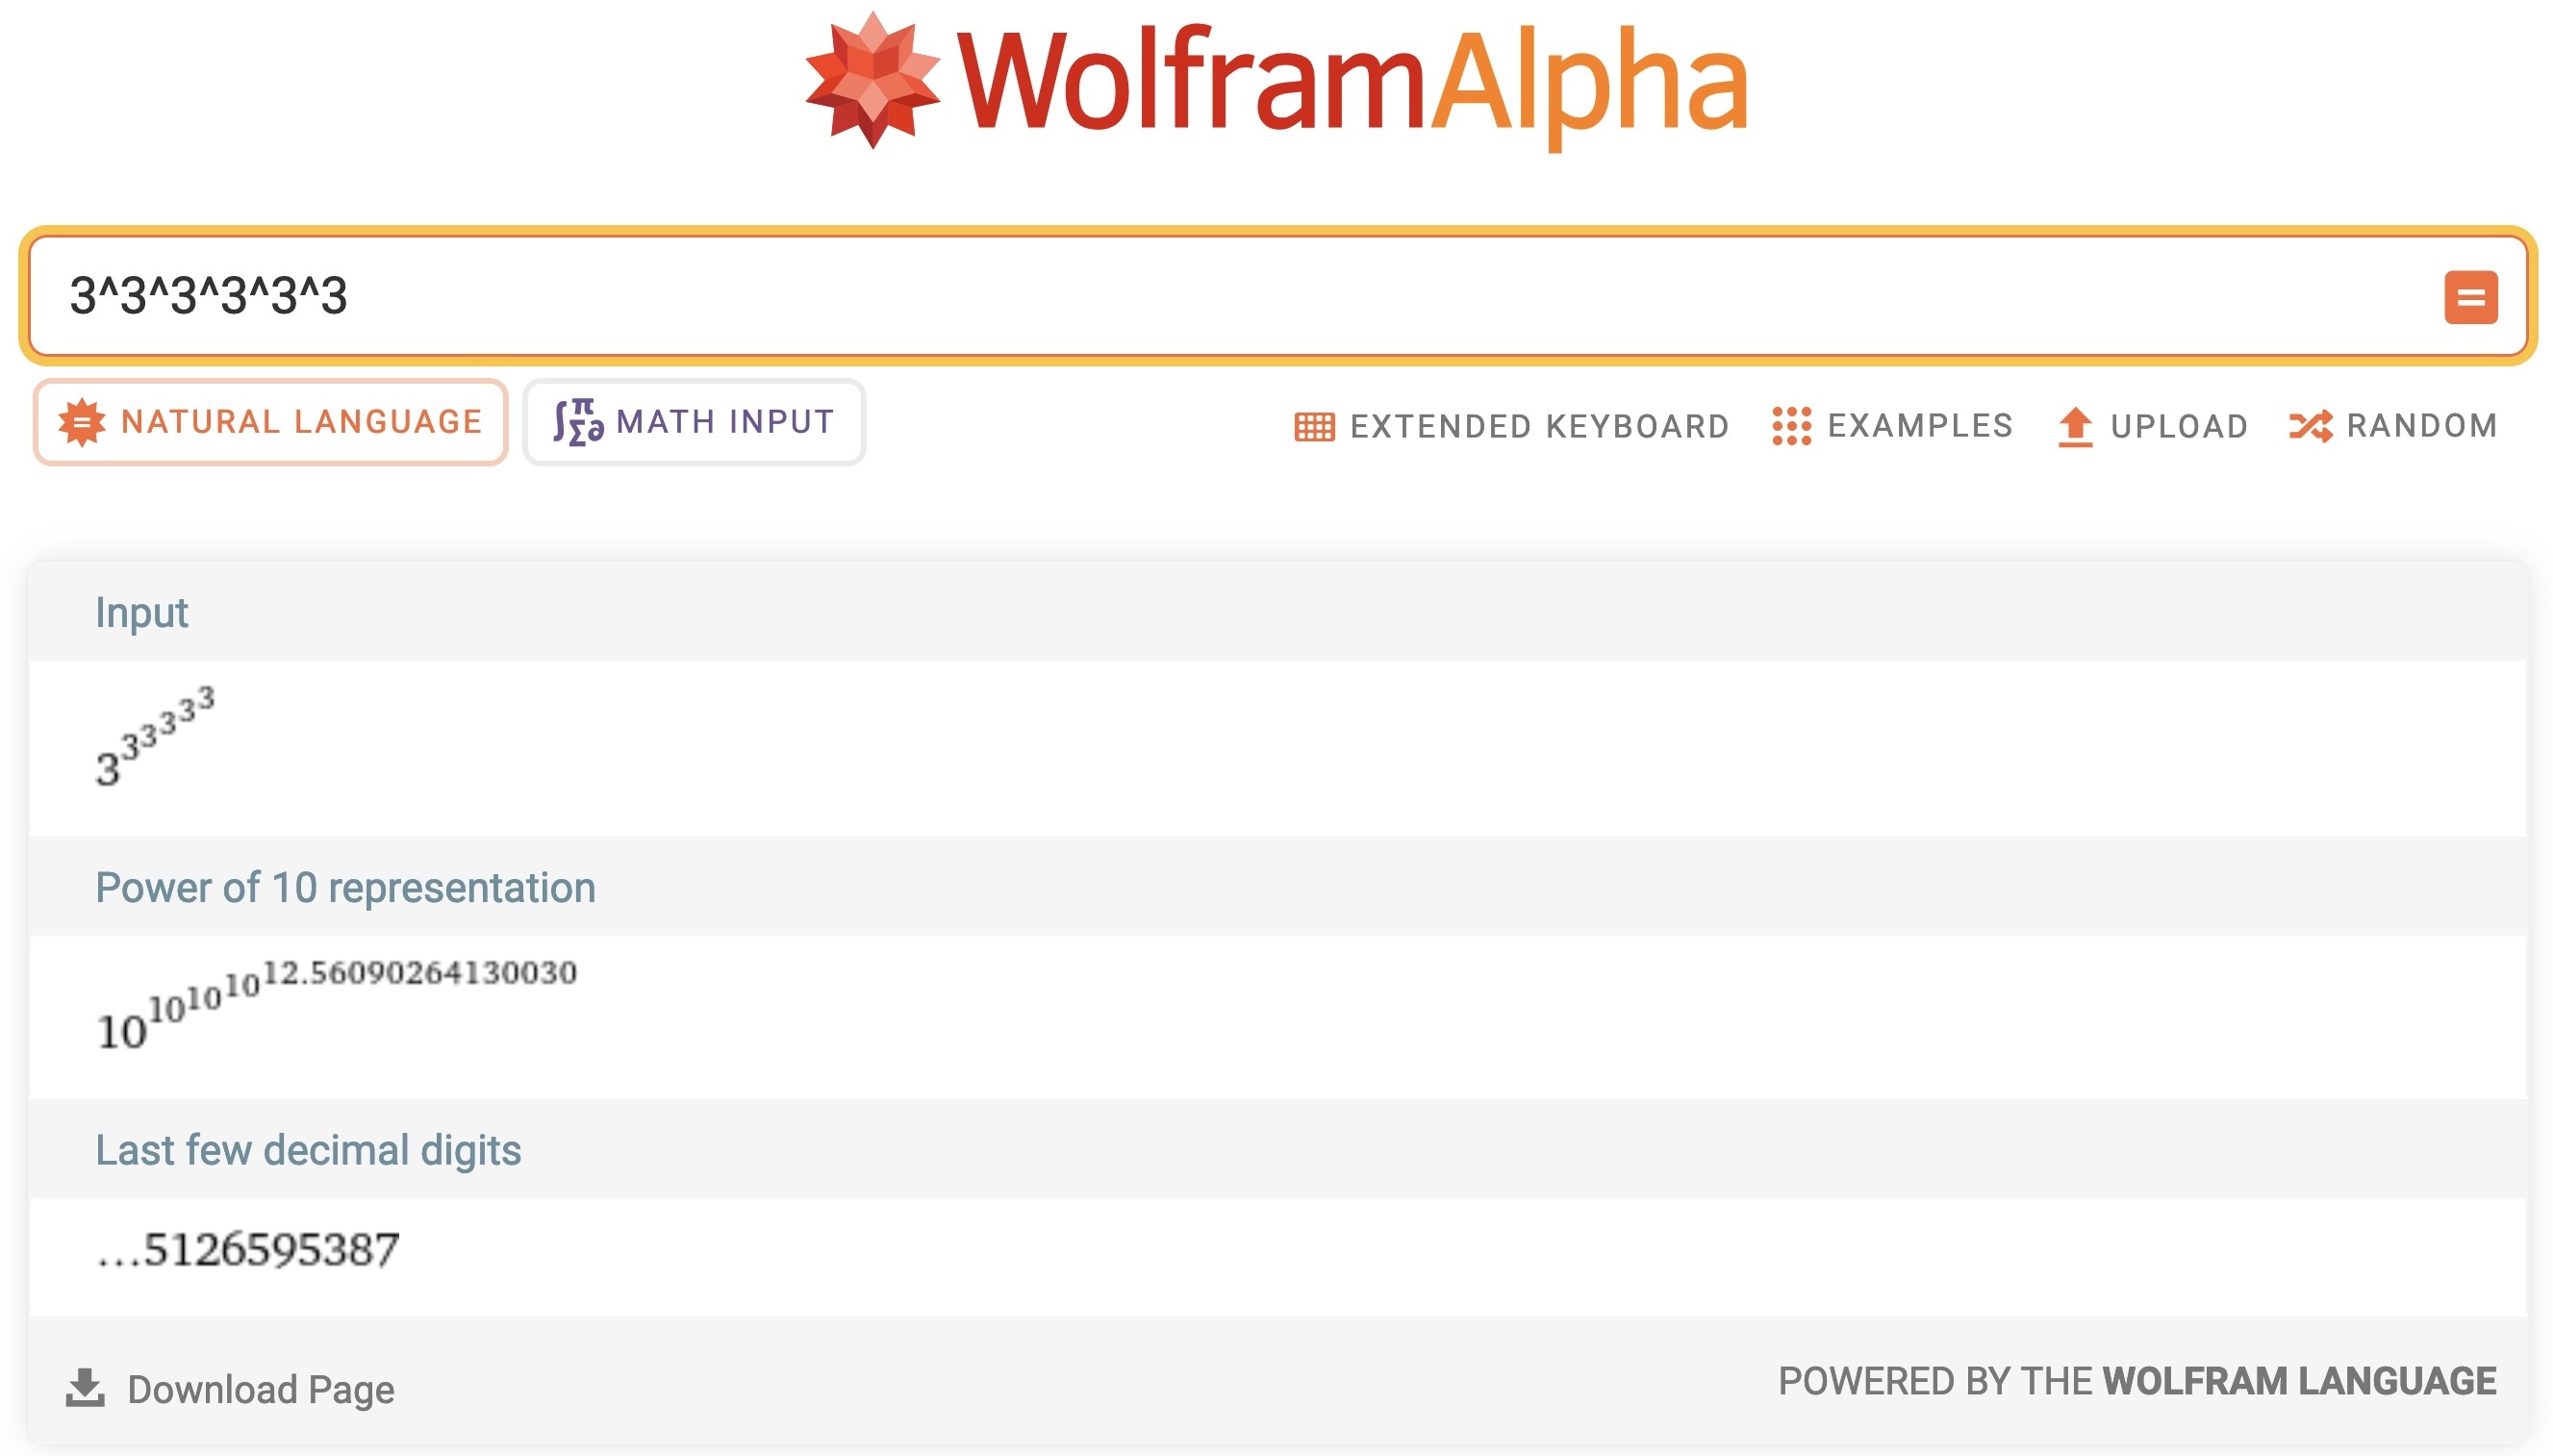 WolframAlpha
3^3^3^3^3^3
NATURAL LANGUAGE MATH INPUT EXTENDED KEYBOARD EXAMPLES UPLOAD RANDOM
Input
3^3^3^3^3^3
Power of 10 representation
10^10^10^10^12.56090264130030
Last few decimal digits
…5126595387
Download Page POWERED BY THE WOLFRAM LANGUAGE